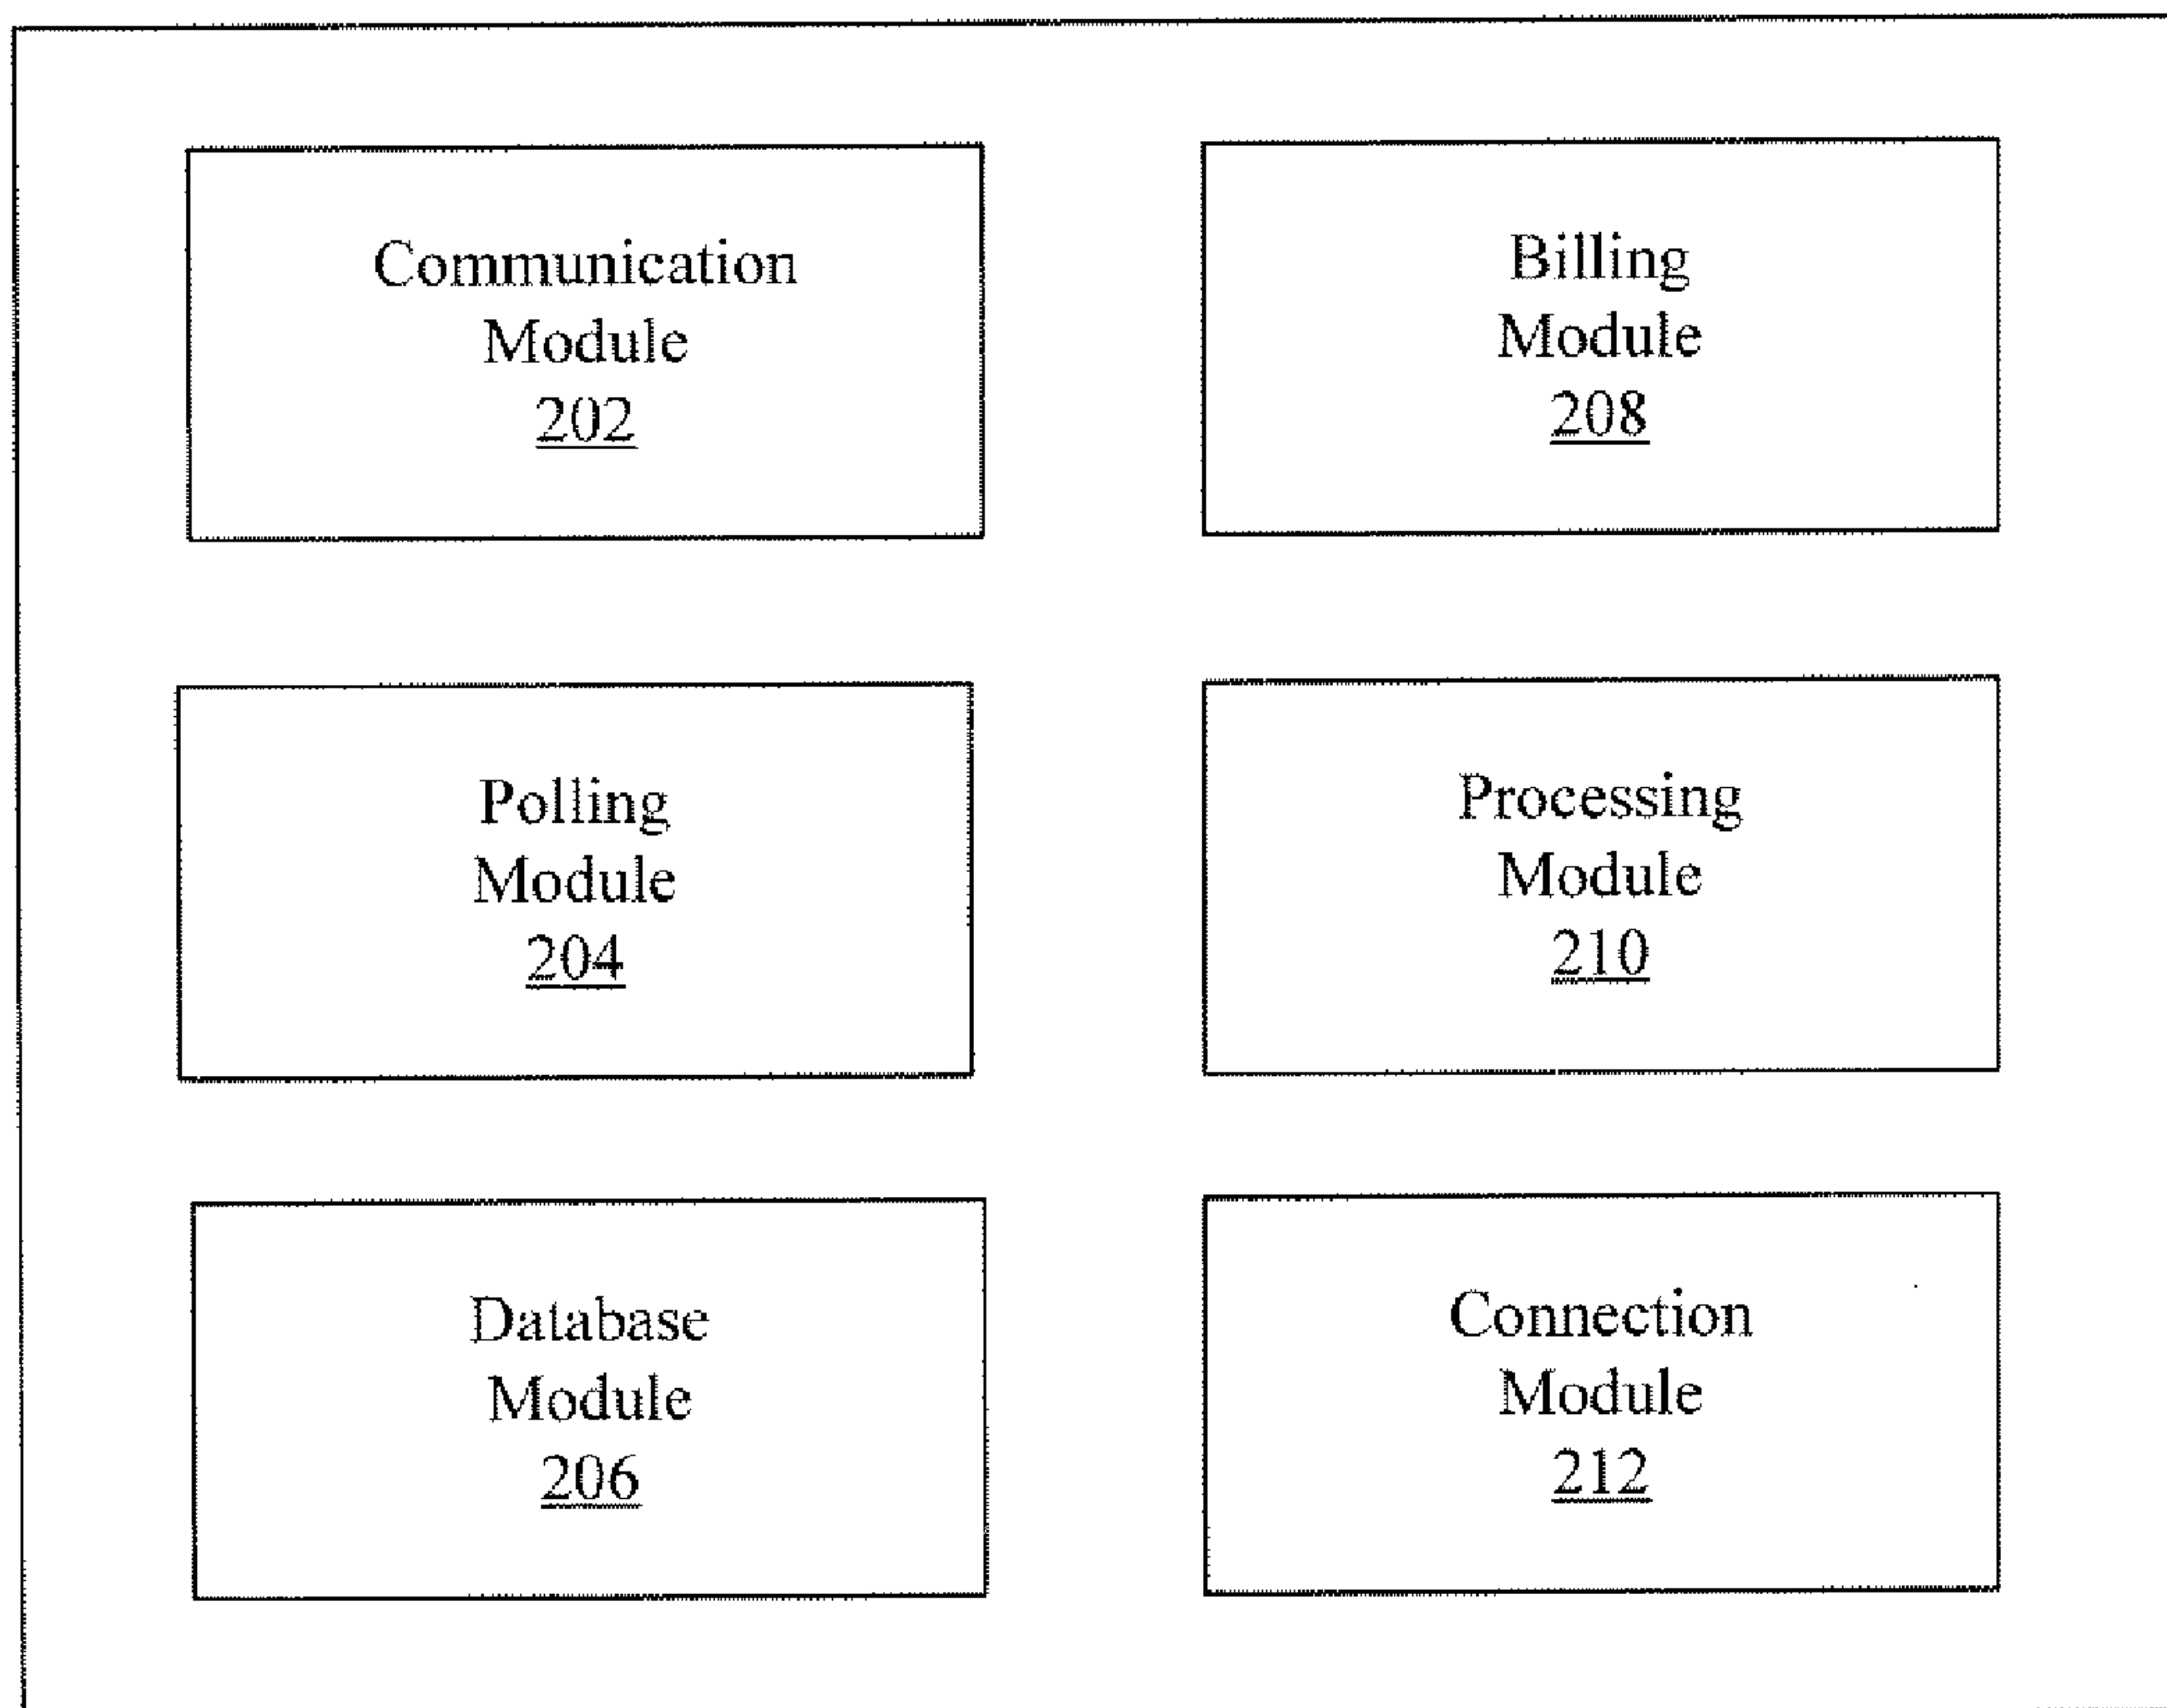 Communication
Module
202
Billing
Module
208
Polling
Module
204
Processing
Module
210
Database
Module
206
Connection
Module
212